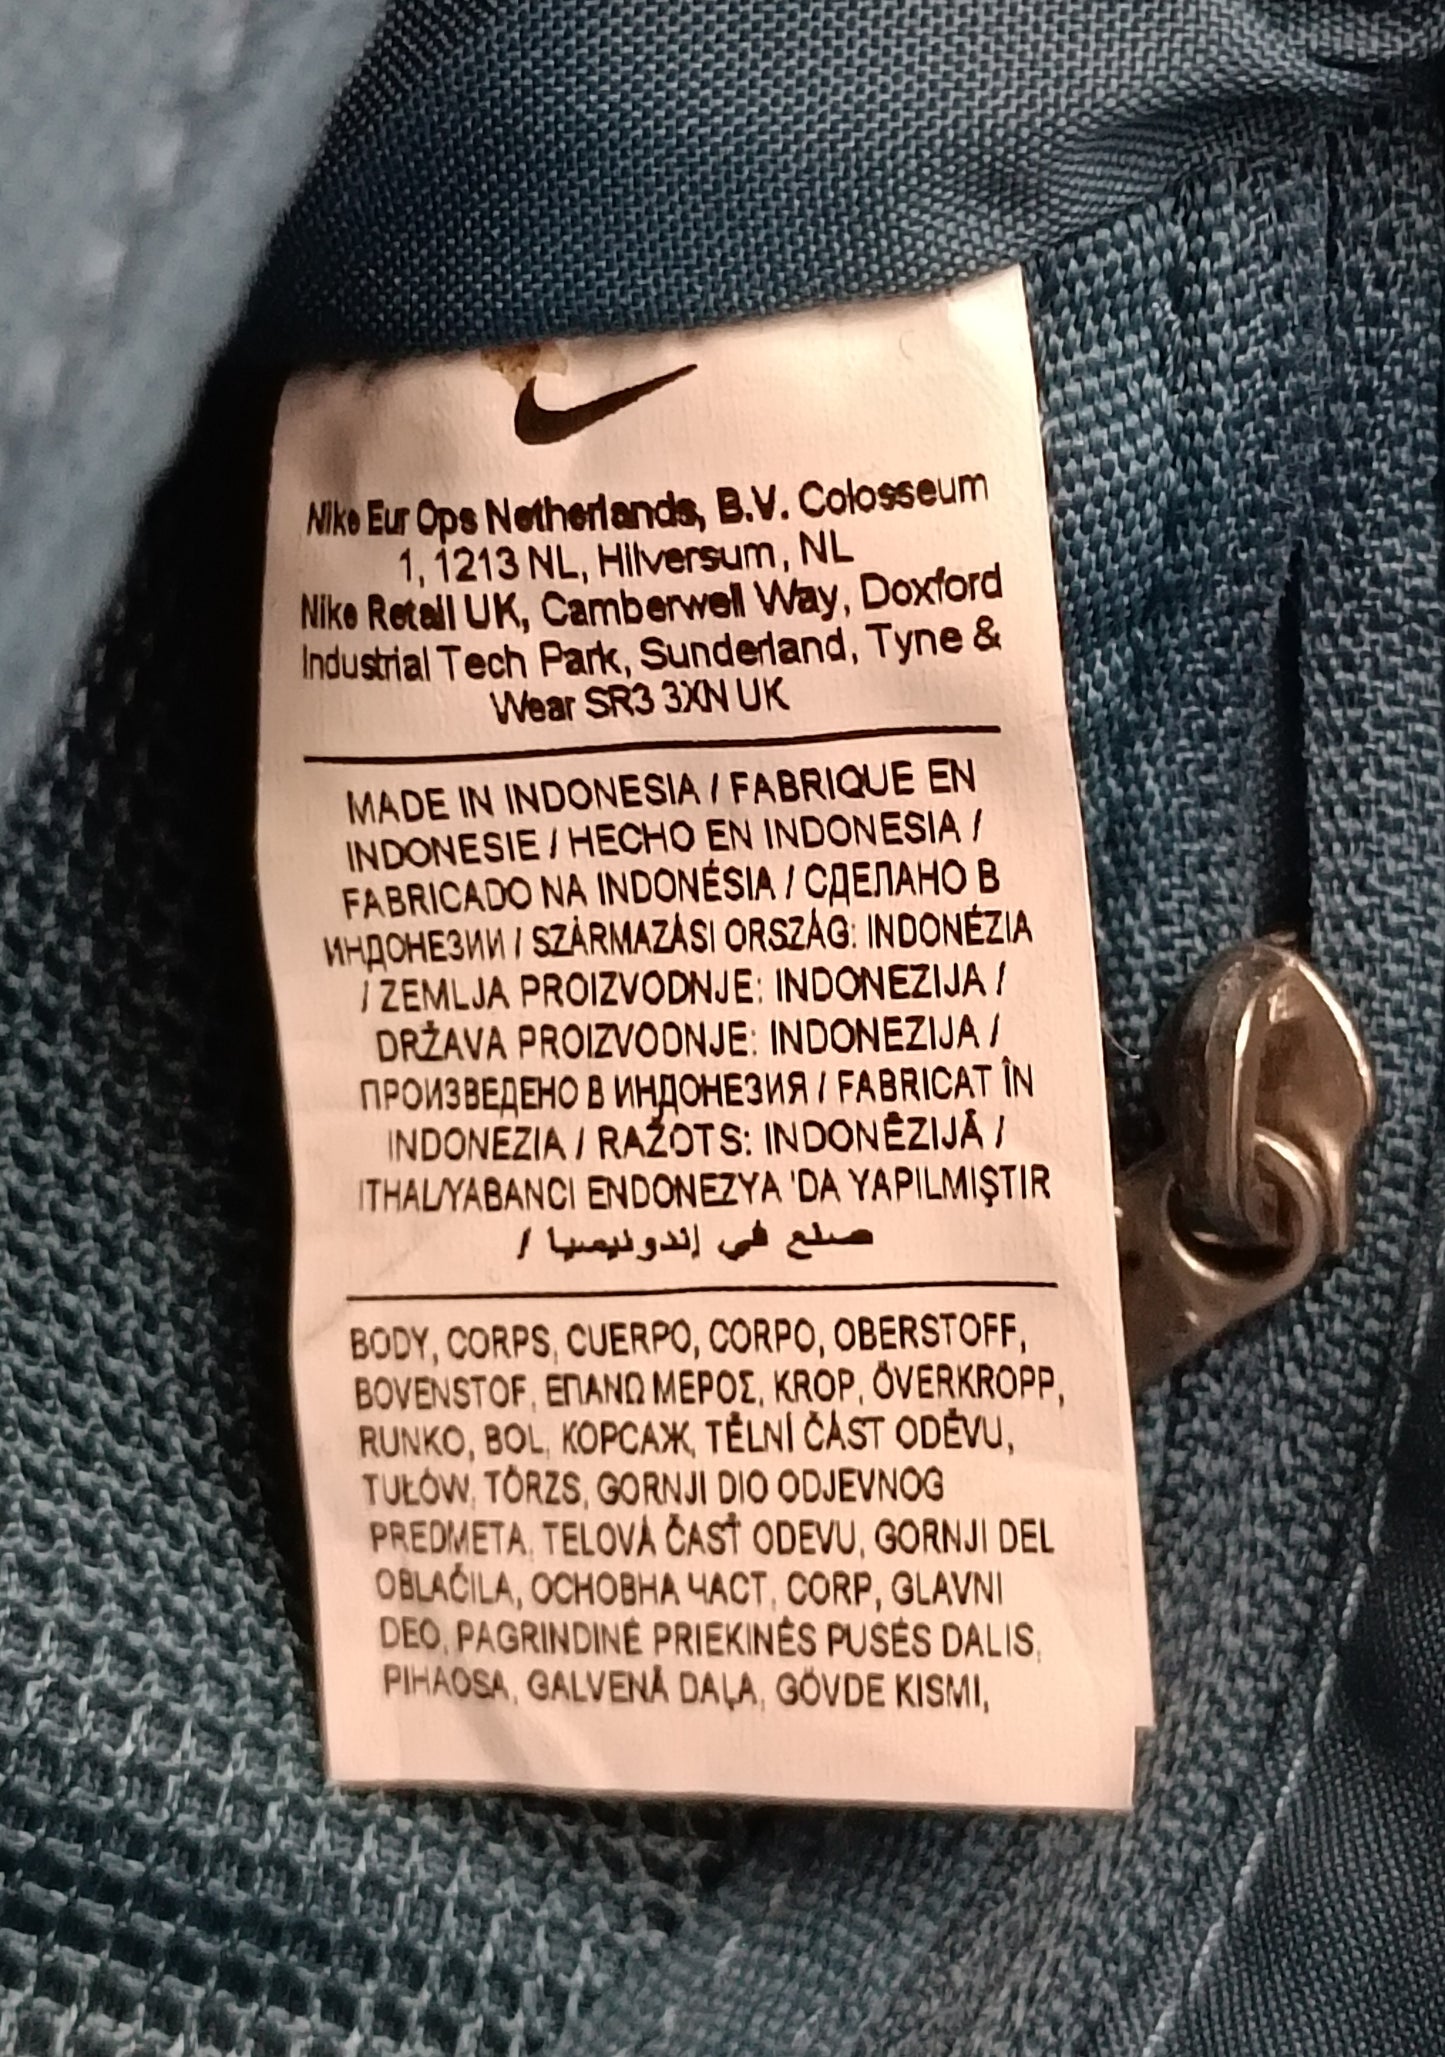 Nike Eur Ops Netherlands, B.V. Colosseum
1, 1213 NL, Hilversum, NL
Nike Retail UK, Camberwell Way, Doxford
Industrial Tech Park, Sunderland, Tyne &
Wear SR3 3XN UK
MADE IN INDONESIA / FABRIQUE EN
INDONESIE / HECHO EN INDONESIA /
FABRICADO NA INDONÉSIA / СДЕЛАНО В
ИНДОНЕЗИИ / SZÁRMAZÁSI ORSZÁG: INDONÉZIA
/ ZEMLJA PROIZVODNJE: INDONEZIJA /
DRŽAVA PROIZVODNJE: INDONEZIJA /
ПРОИЗВЕДЕНО В ИНДОНЕЗИЯ / FABRICAT ÎN
INDONEZIA / RAŽOTS: INDONĒZIJĀ /
ITHAL/YABANCI ENDONEZYA 'DA YAPILMIŞTIR
صنع في إندونيسيا /
BODY, CORPS, CUERPO, CORPO, OBERSTOFF,
BOVENSTOF, ΕΠΑΝΩ ΜΕΡΟΣ, KROP, ÖVERKROPP,
RUNKO, BOL, КОРСАЖ, TĚLNÍ ČÁST ODĚVU,
TUŁÓW, TÖRZS, GORNJI DIO ODJEVNOG
PREDMETA, TELOVÁ ČASŤ ODEVU, GORNJI DEL
OBLAČILA, ОСНОВНА ЧАСТ, CORP, GLAVNI
DEO, PAGRINDINĖ PRIEKINĖS PUSĖS DALIS,
PIHAOSA, GALVENĀ DAĻA, GÖVDE KISMI,